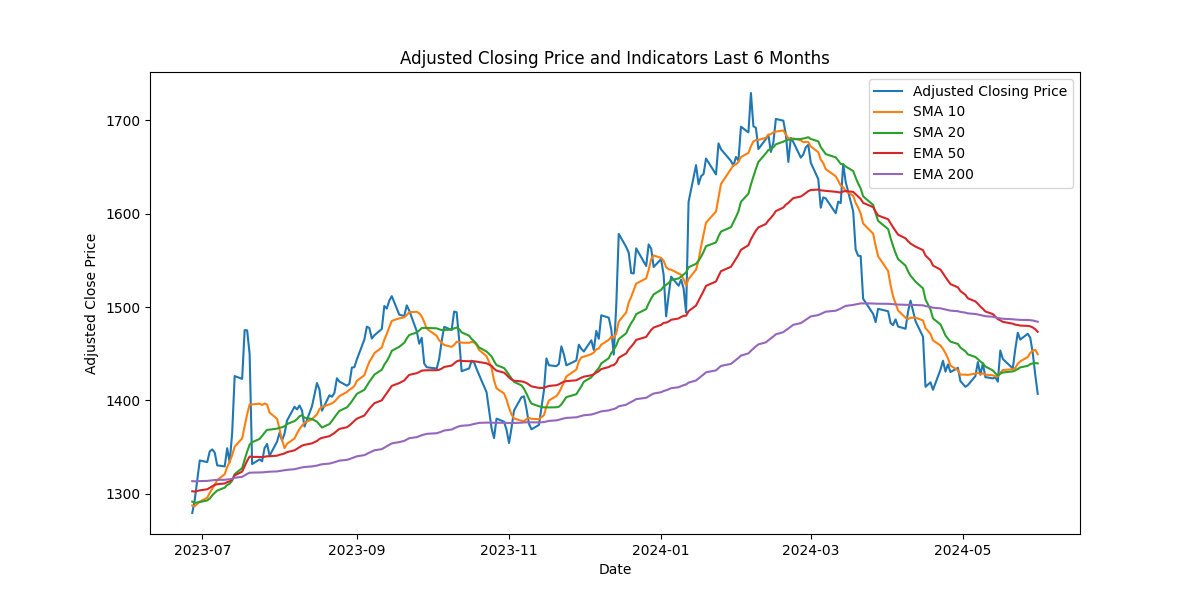 Adjusted Closing Price and Indicators Last 6 Months
Adjusted Closing Price
SMA 10
SMA 20
EMA 50
EMA 200
Adjusted Close Price
1700
1600
1500
1400
1300
2023-07
2023-09
2023-11
2024-01
2024-03
2024-05
Date